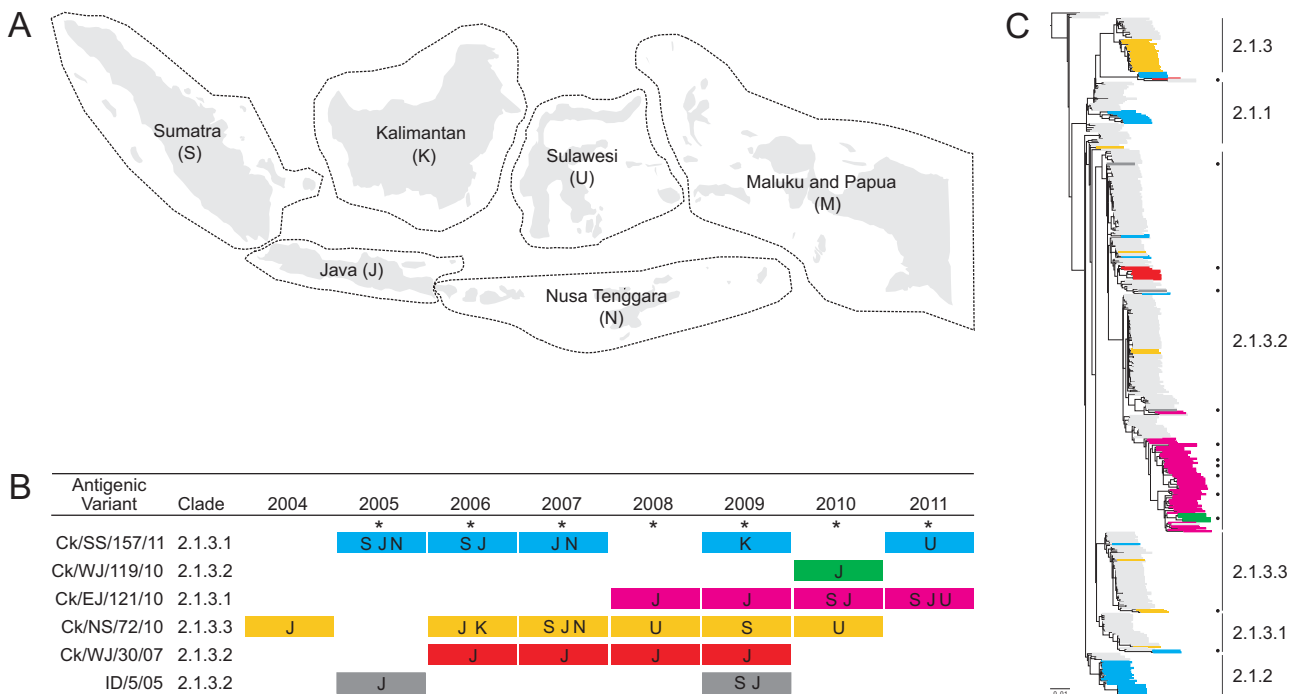 A
Sumatra
(S)
Kalimantan
(K)
Sulawesi
(U)
Maluku and Papua
(M)
Java (J)
Nusa Tenggara
(N)
B
Antigenic Variant Clade 2004 2005 2006 2007 2008 2009 2010 2011
* * * * * * *
Ck/SS/157/11 2.1.3.1 S J N S J J N K U
Ck/WJ/119/10 2.1.3.2 J
Ck/EJ/121/10 2.1.3.1 J J S J S J U
Ck/NS/72/10 2.1.3.3 J J K S J N U S U
Ck/WJ/30/07 2.1.3.2 J J J J
ID/5/05 2.1.3.2 J S J
C
2.1.3
2.1.1
2.1.3.2
2.1.3.3
2.1.3.1
2.1.2
0.01